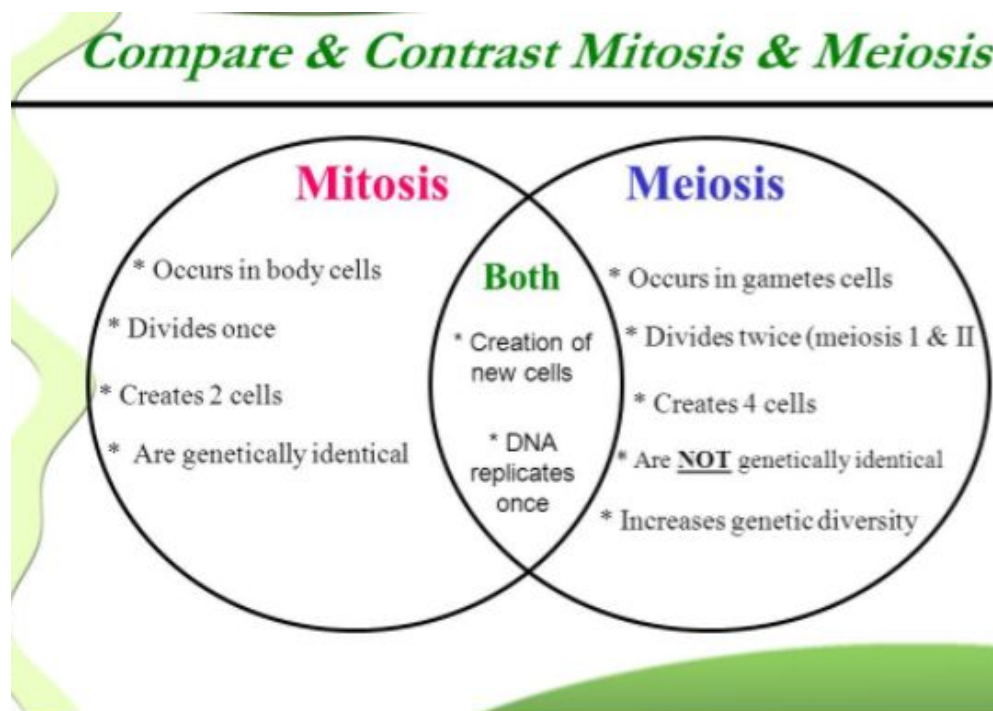 Compare & Contrast Mitosis & Meiosis
Mitosis
* Occurs in body cells
* Divides once
* Creates 2 cells
* Are genetically identical
Both
* Creation of
new cells
* DNA
replicates
once
Meiosis
* Occurs in gametes cells
* Divides twice (meiosis 1 & II
* Creates 4 cells
* Are NOT genetically identical
* Increases genetic diversity